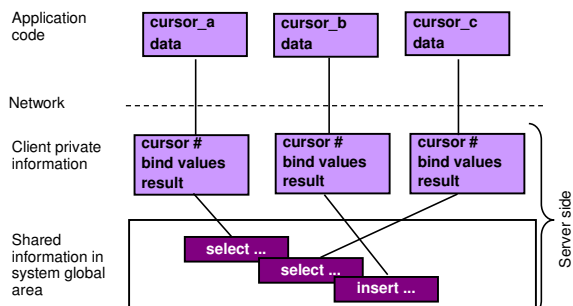 Application
code
cursor_a
data
cursor_b
data
cursor_c
data
Network
Client private
information
cursor #
bind values
result
cursor #
bind values
result
cursor #
bind values
result
Server side
Shared
information in
system global
area
select ...
select ...
insert ...